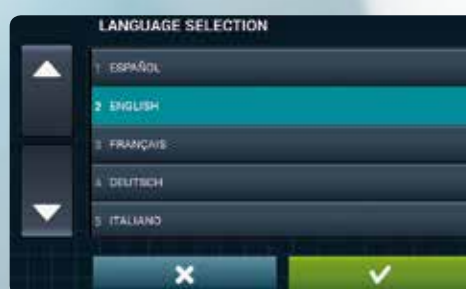 LANGUAGE SELECTION
1 ESPAÑOL
2 ENGLISH
3 FRANÇAIS
4 DEUTSCH
5 ITALIANO